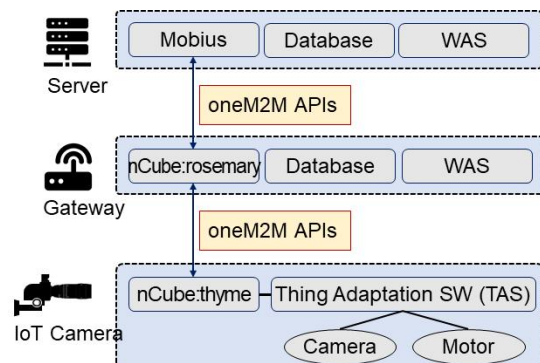 Mobius Database WAS
Server
oneM2M APIs
nCube:rosemary Database WAS
Gateway
oneM2M APIs
nCube:thyme Thing Adaptation SW (TAS)
IoT Camera
Camera Motor